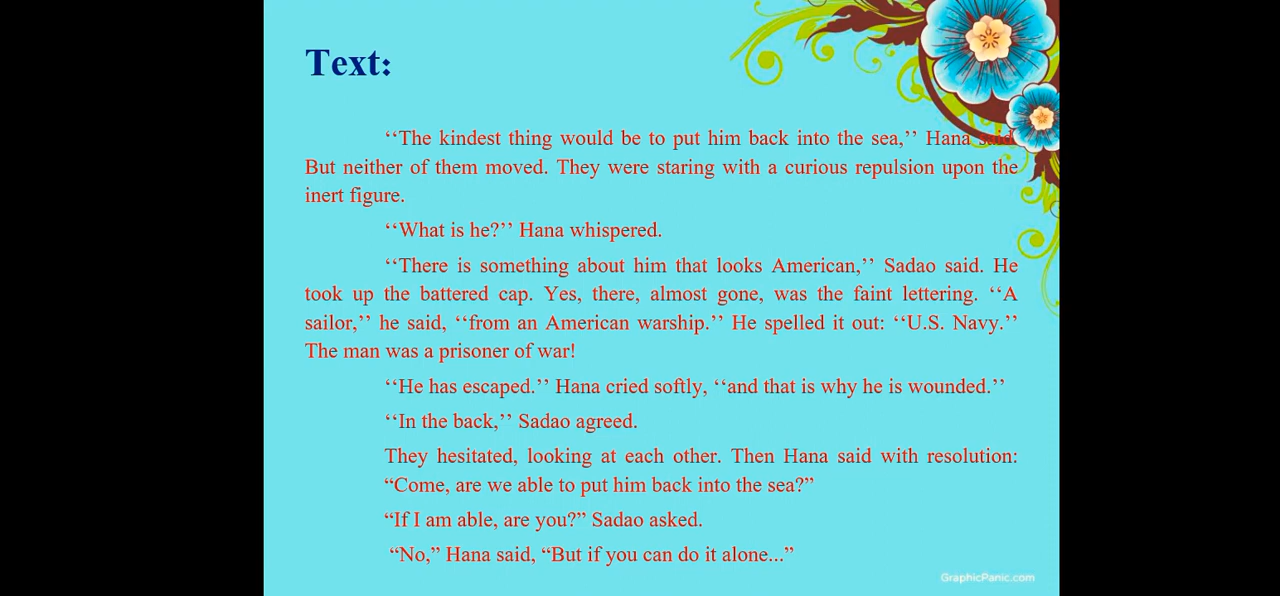 Text:
‘‘The kindest thing would be to put him back into the sea,’’ Hana said.
But neither of them moved. They were staring with a curious repulsion upon the
inert figure.
‘‘What is he?’’ Hana whispered.
‘‘There is something about him that looks American,’’ Sadao said. He
took up the battered cap. Yes, there, almost gone, was the faint lettering. ‘‘A
sailor,’’ he said, ‘‘from an American warship.’’ He spelled it out: ‘‘U.S. Navy.’’
The man was a prisoner of war!
‘‘He has escaped.’’ Hana cried softly, ‘‘and that is why he is wounded.’’
‘‘In the back,’’ Sadao agreed.
They hesitated, looking at each other. Then Hana said with resolution:
“Come, are we able to put him back into the sea?”
“If I am able, are you?” Sadao asked.
“No,” Hana said, “But if you can do it alone...”
GraphicPanic.com